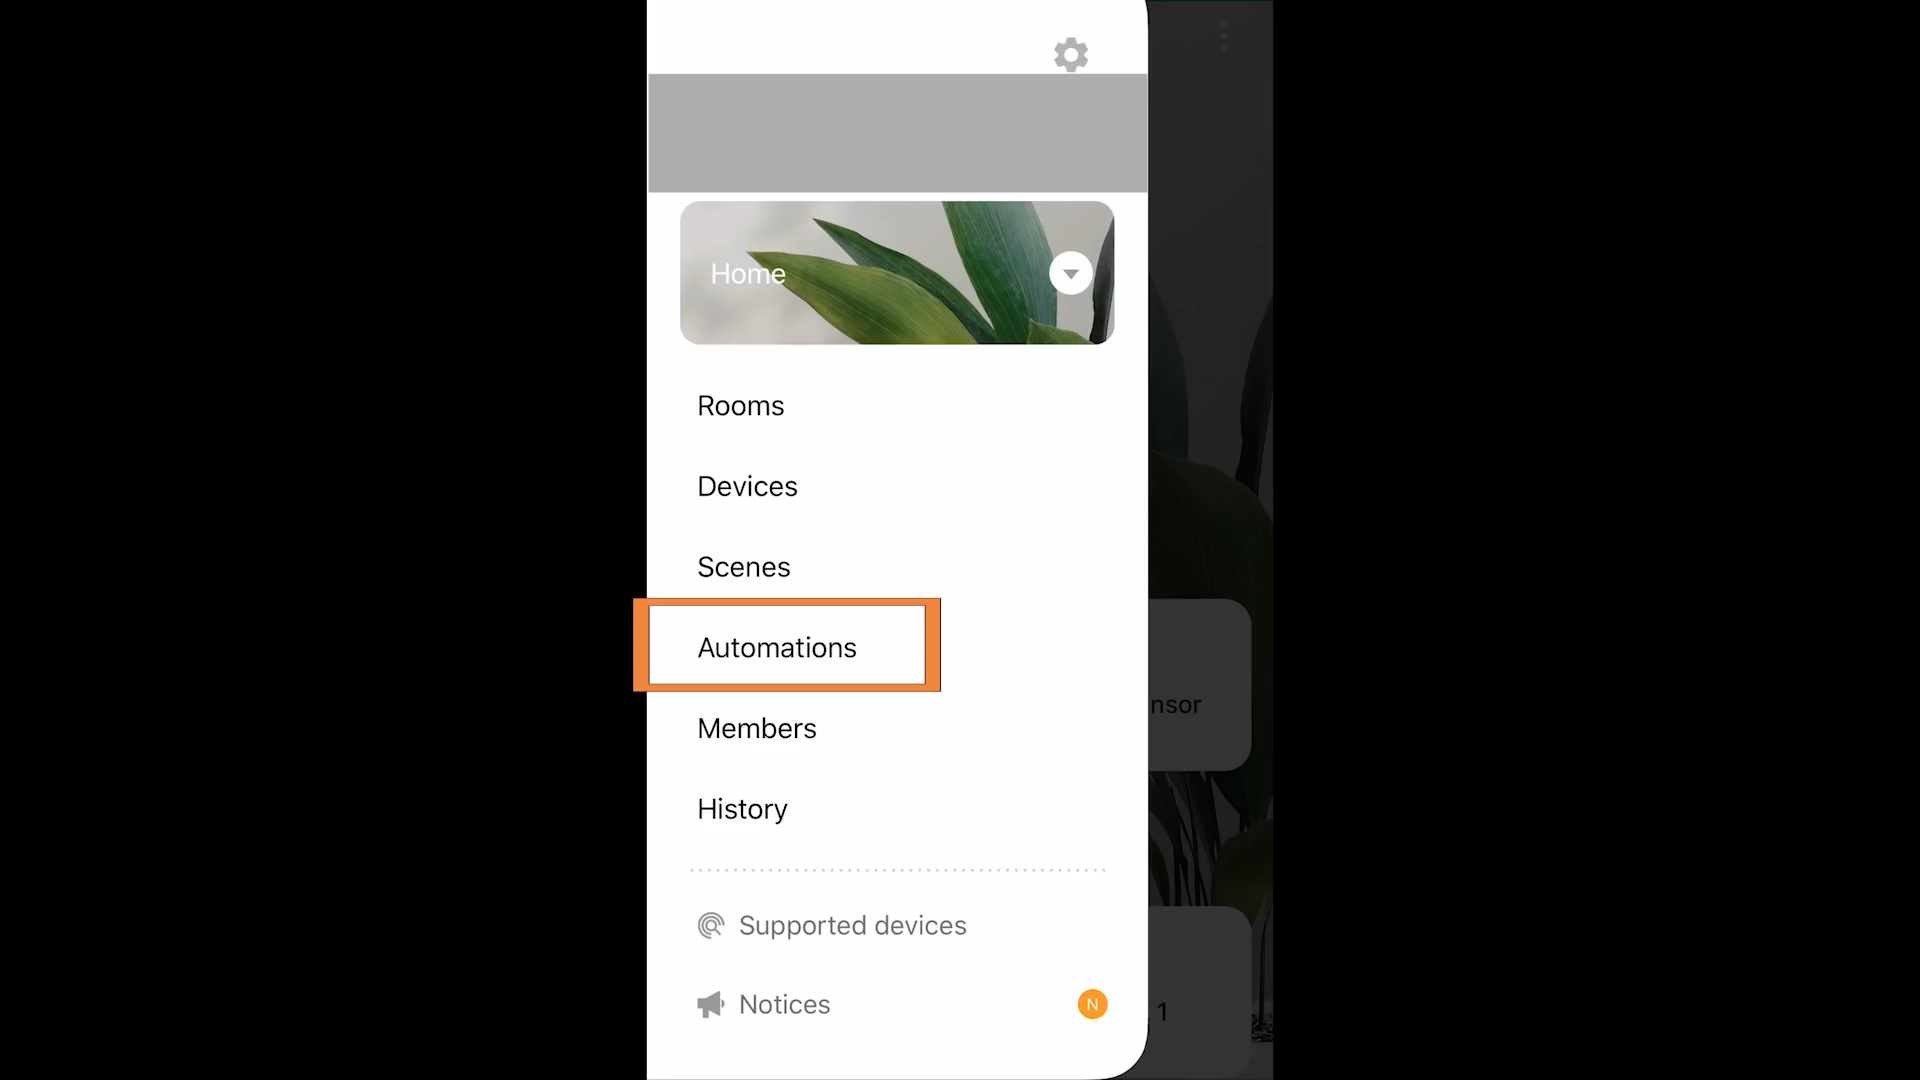 Home
Rooms
Devices
Scenes
Automations
Members
History
Supported devices
Notices
N
nsor
1